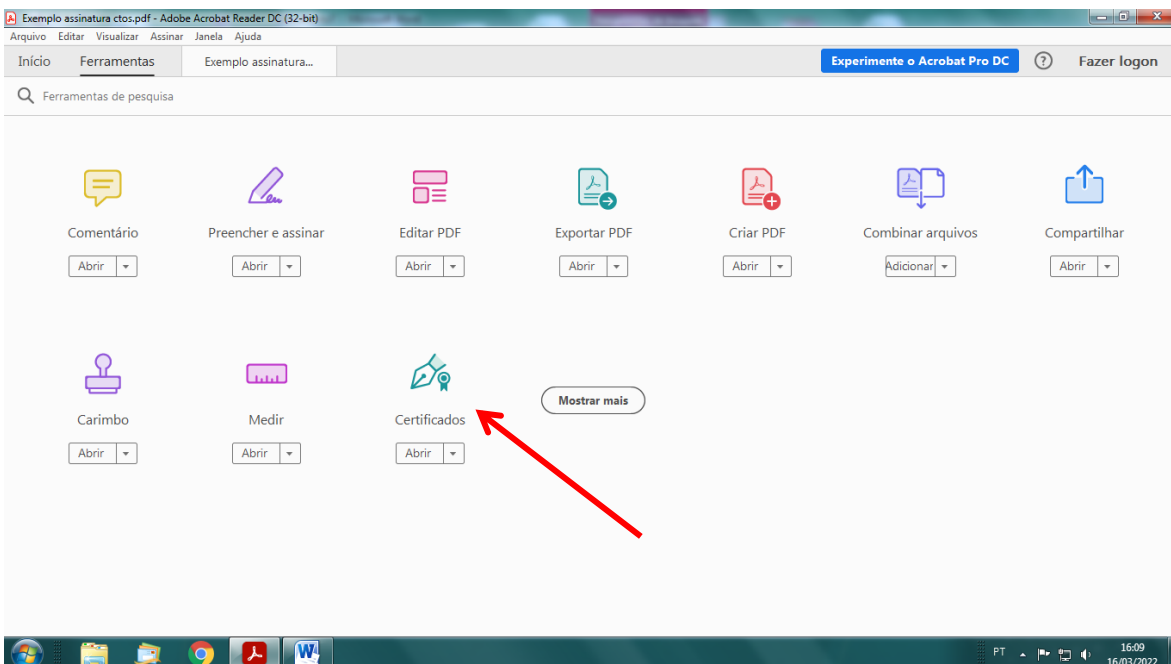 Exemplo assinatura ctos.pdf - Adobe Acrobat Reader DC (32-bit)
Arquivo Editar Visualizar Assinar Janela Ajuda
Início Ferramentas Exemplo assinatura... Experimente o Acrobat Pro DC ? Fazer logon
Ferramentas de pesquisa
Comentário Preencher e assinar Editar PDF Exportar PDF Criar PDF Combinar arquivos Compartilhar
Abrir Abrir Abrir Abrir Abrir Adicionar Abrir
Mostrar mais
Carimbo Medir Certificados
Abrir Abrir Abrir
PT 16:09
16/03/2022